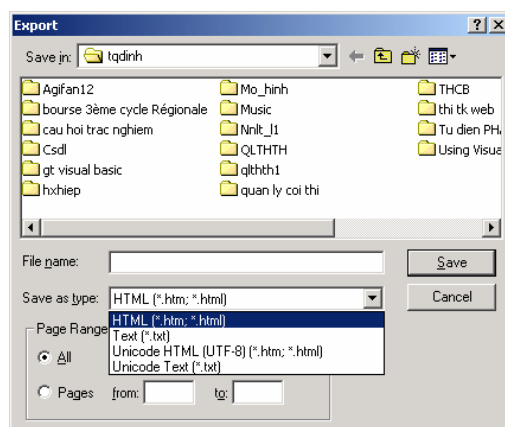 Export
Save in: tqdinh
Agifan12 Mo_hinh THCB
bourse 3ème cycle Régionale Music thi tk web
cau hoi trac nghiem Nnlt_l1 Tu dien PH
Csdl QLTHTH Using Visua
gt visual basic qlthth1
hxhiep quan ly coi thi
File name: Save
Save as type: HTML (*.htm; *.html) Cancel
HTML (*.htm; *.html)
Page Range Text (*.txt)
All Unicode HTML (UTF-8) (*.htm; *.html)
Unicode Text (*.txt)
Pages from: to: